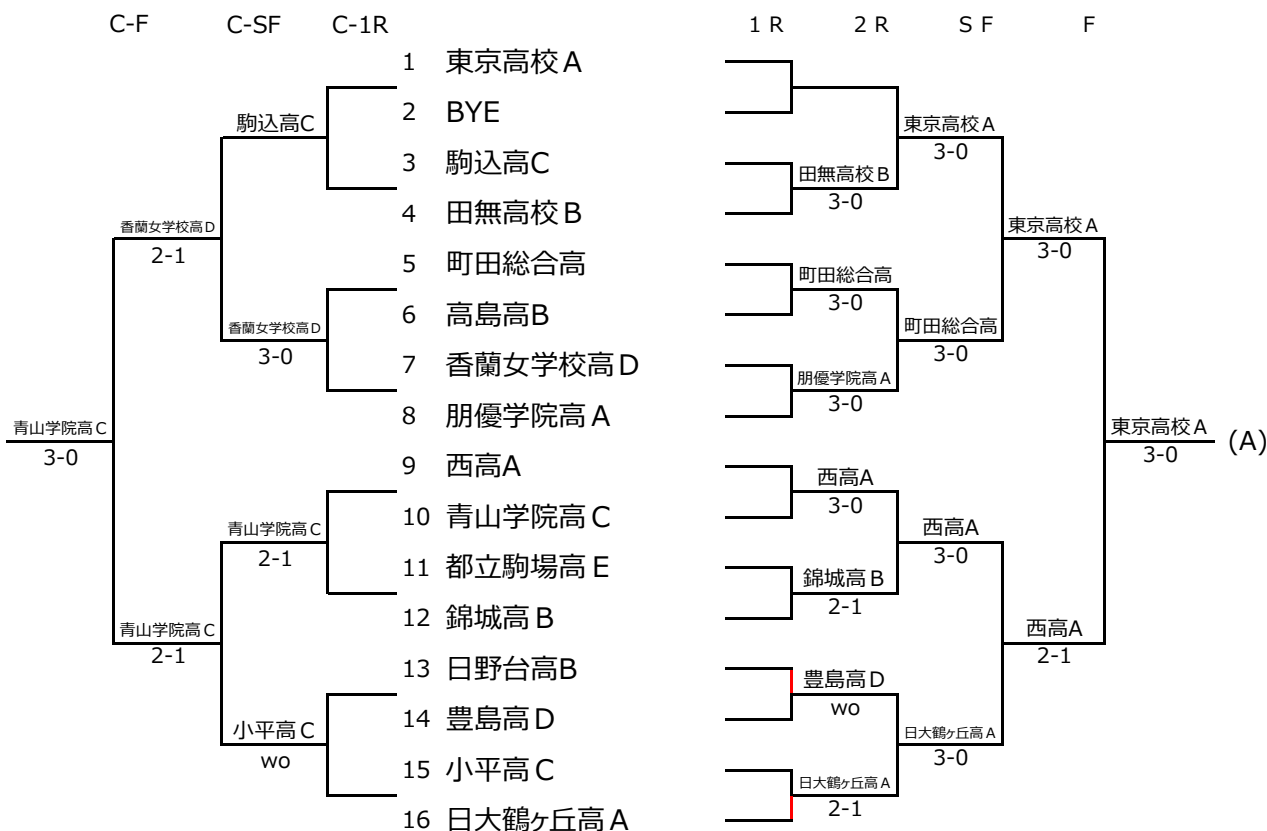 C-F C-SF C-1R 1 R 2 R S F F
1 東京高校A
2 BYE
駒込高C 東京高校A
3-0
3 駒込高C
田無高校B
3-0
4 田無高校B
香蘭女学校高D 東京高校A
2-1 3-0
5 町田総合高
町田総合高
3-0
6 高島高B
香蘭女学校高D 町田総合高
3-0 3-0
7 香蘭女学校高D
朋優学院高A
3-0
8 朋優学院高A
青山学院高C 東京高校A (A)
3-0 3-0
9 西高A
西高A
3-0
10 青山学院高C
青山学院高C 西高A
2-1 3-0
11 都立駒場高E
錦城高B
2-1
12 錦城高B
青山学院高C 西高A
2-1 2-1
13 日野台高B
豊島高D
wo
14 豊島高D
小平高C 日大鶴ヶ丘高A
wo 3-0
15 小平高C
日大鶴ヶ丘高A
2-1
16 日大鶴ヶ丘高A